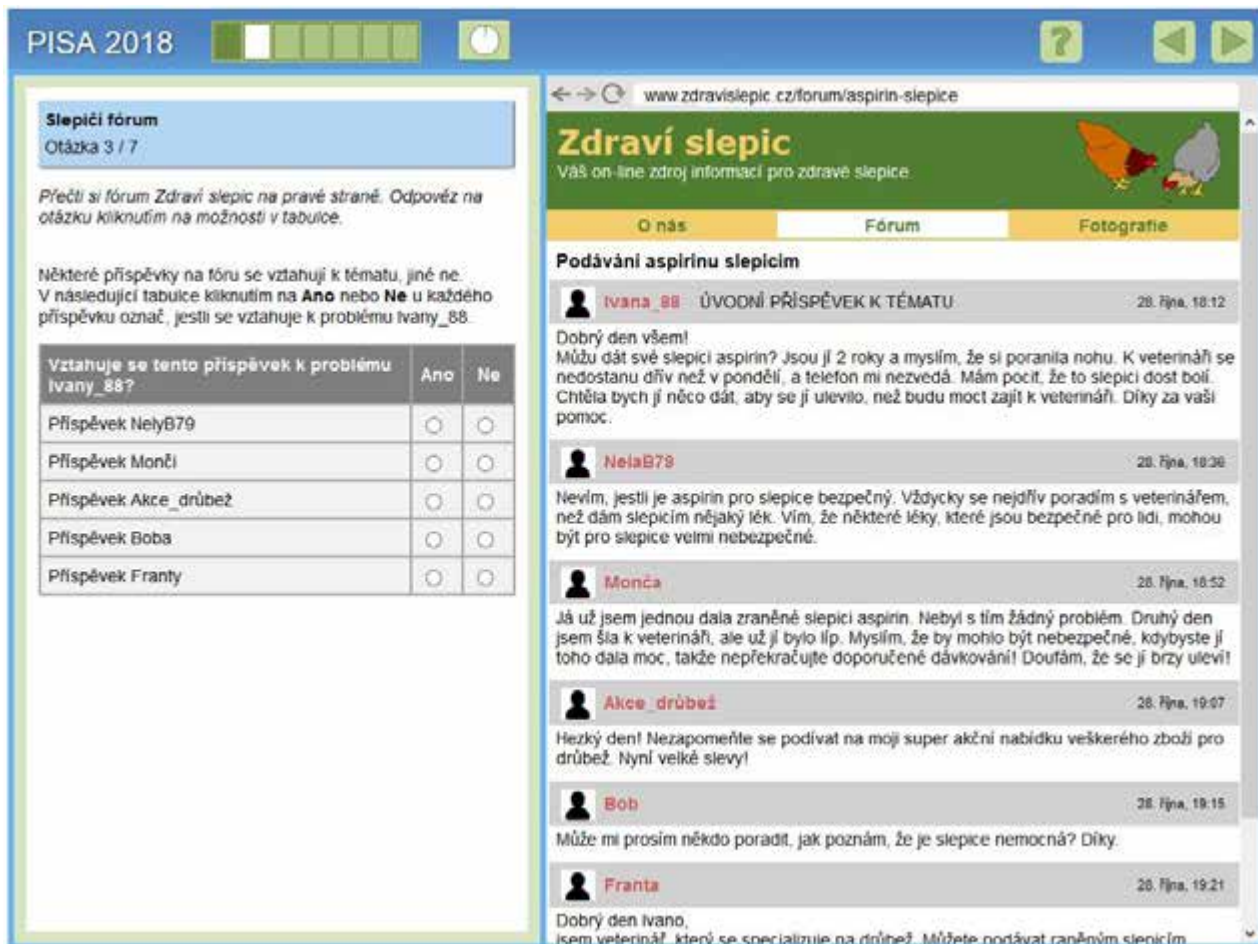 PISA 2018
?
Slepičí fórum
Otázka 3 / 7
Přečti si fórum Zdraví slepic na pravé straně. Odpověz na
otázku kliknutím na možnosti v tabulce.
Některé příspěvky na fóru se vztahují k tématu, jiné ne.
V následující tabulce kliknutím na Ano nebo Ne u každého
příspěvku označ, jestli se vztahuje k problému Ivany_88.
Vztahuje se tento příspěvek k problému
Ivany_88?
Ano
Ne
Příspěvek NelyB79
Příspěvek Monči
Příspěvek Akce_drůbež
Příspěvek Boba
Příspěvek Franty
www.zdravislepic.cz/forum/aspirin-slepice
Zdraví slepic
Váš on-line zdroj informací pro zdravé slepice.
O nás
Fórum
Fotografie
Podávání aspirinu slepicím
Ivana_88 ÚVODNÍ PŘÍSPĚVEK K TÉMATU 28. října, 18:12
Dobrý den všem!
Můžu dát své slepici aspirin? Jsou jí 2 roky a myslím, že si poranila nohu. K veterináři se
nedostanu dřív než v pondělí, a telefon mi nezvedá. Mám pocit, že to slepici dost bolí.
Chtěla bych jí něco dát, aby se jí ulevilo, než budu moct zajít k veterináři. Díky za vaši
pomoc.
NelaB79 28. října, 18:36
Nevím, jestli je aspirin pro slepice bezpečný. Vždycky se nejdřív poradím s veterinářem,
než dám slepicím nějaký lék. Vím, že některé léky, které jsou bezpečné pro lidi, mohou
být pro slepice velmi nebezpečné.
Monča 28. října, 18:52
Já už jsem jednou dala zraněné slepici aspirin. Nebyl s tím žádný problém. Druhý den
jsem šla k veterináři, ale už jí bylo líp. Myslím, že by mohlo být nebezpečné, kdybyste jí
toho dala moc, takže nepřekračujte doporučené dávkování! Doufám, že se jí brzy uleví!
Akce_drůbež 28. října, 19:07
Hezký den! Nezapomeňte se podívat na moji super akční nabídku veškerého zboží pro
drůbež. Nyní velké slevy!
Bob 28. října, 19:15
Může mi prosím někdo poradit, jak poznám, že je slepice nemocná? Díky.
Franta 28. října, 19:21
Dobrý den Ivano,
jsem veterinář, který se specializuje na drůbež. Můžete podávat raněným slepicím